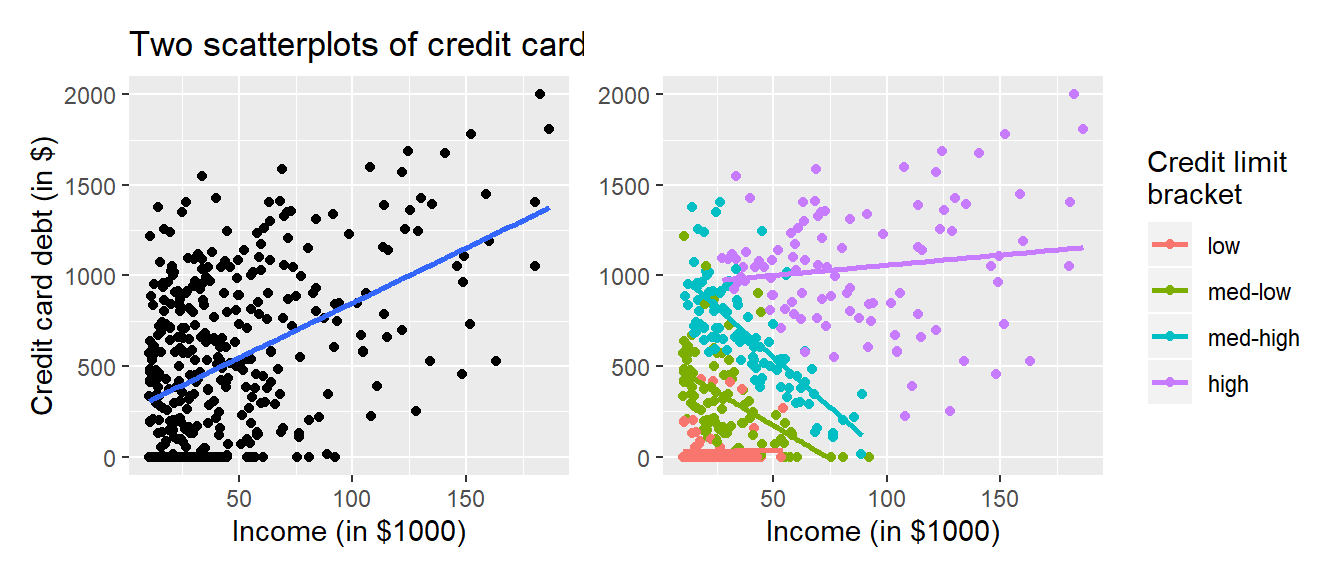 Two scatterplots of credit card
Credit card debt (in $)
2000
1500
1000
500
0
50 100 150
Income (in $1000)
2000
1500
1000
500
0
50 100 150
Income (in $1000)
Credit limit
bracket
low
med-low
med-high
high